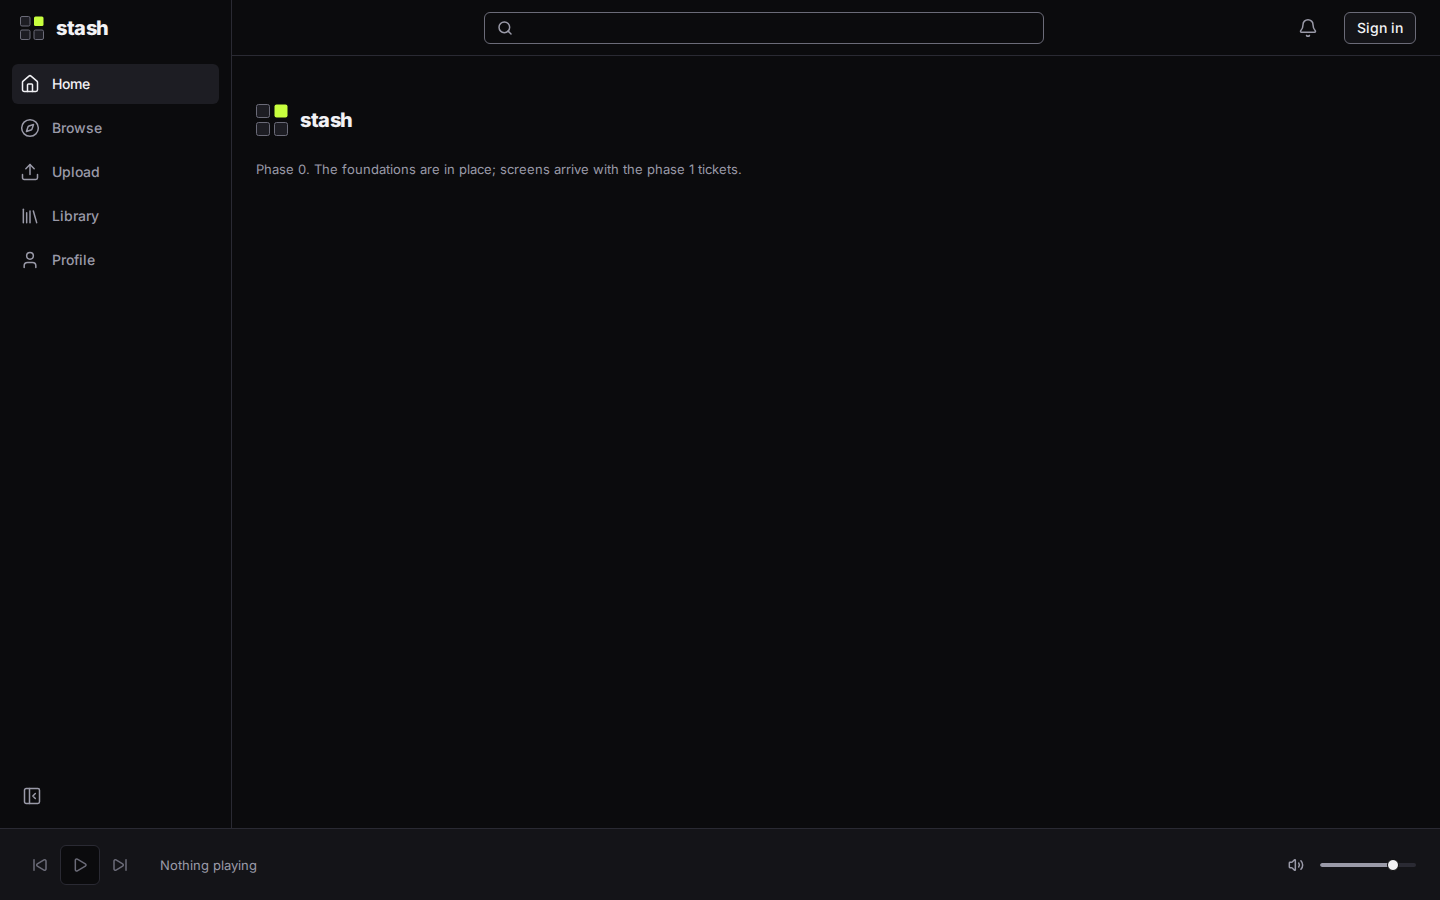 stash
Sign in
Home
Browse
Upload
Library
Profile
stash
Phase 0. The foundations are in place; screens arrive with the phase 1 tickets.
Nothing playing